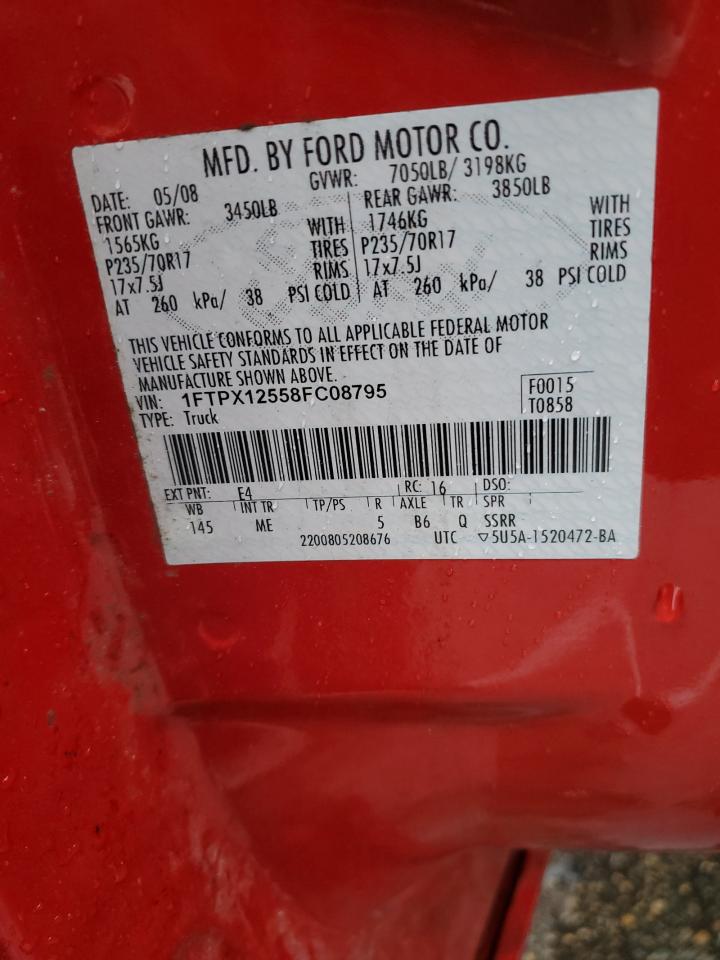 MFD. BY FORD MOTOR CO.
DATE: 05/08 GVWR: 7050LB/ 3198KG
FRONT GAWR: 3450LB REAR GAWR: 3850LB
1565KG WITH 1746KG WITH
P235/70R17 TIRES P235/70R17 TIRES
17x7.5J RIMS 17x7.5J RIMS
AT 260 kPa/ 38 PSI COLD AT 260 kPa/ 38 PSI COLD
THIS VEHICLE CONFORMS TO ALL APPLICABLE FEDERAL MOTOR
VEHICLE SAFETY STANDARDS IN EFFECT ON THE DATE OF
MANUFACTURE SHOWN ABOVE.
VIN: 1FTPX12558FC08795 F0015
TYPE: Truck T0858
EXT PNT: E4 RC: 16 DSO:
WB INT TR TP/PS R AXLE TR SPR
145 ME 5 B6 Q SSRR
2200805208676 UTC ▽5U5A-1520472-BA